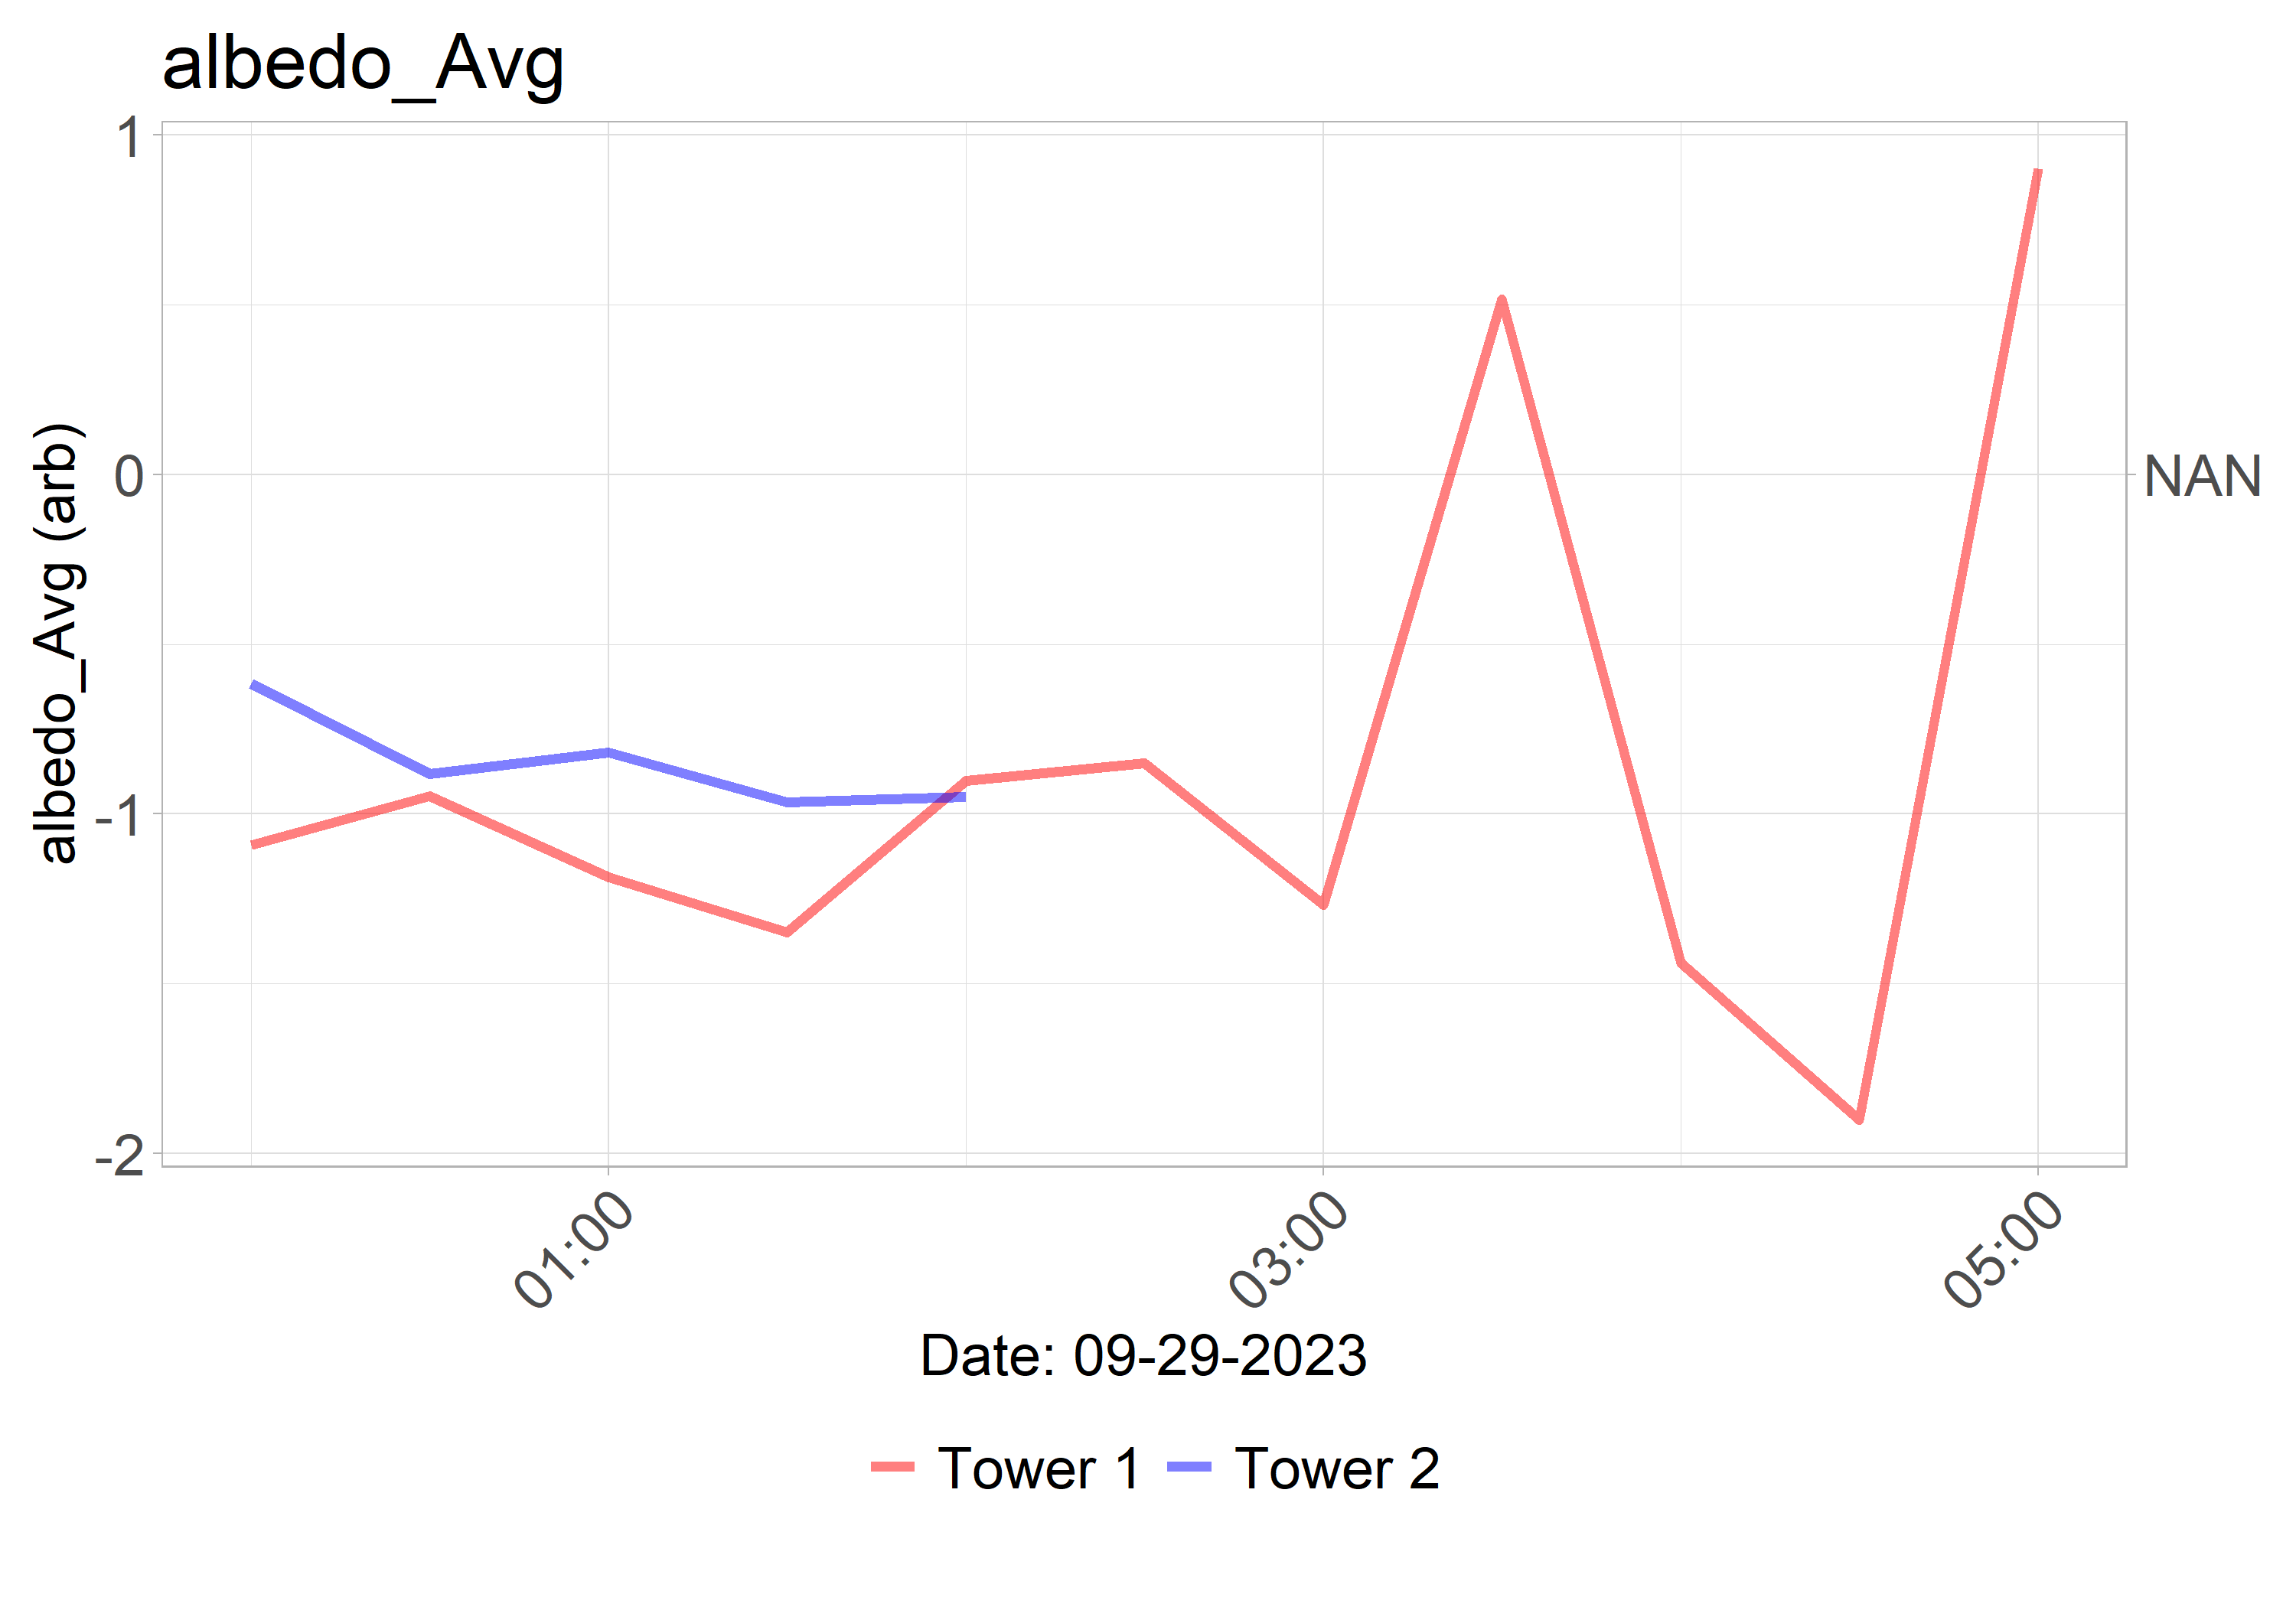 albedo_Avg
albedo_Avg (arb)
1
0
-1
-2
NAN
01:00
03:00
05:00
Date: 09-29-2023
Tower 1
Tower 2